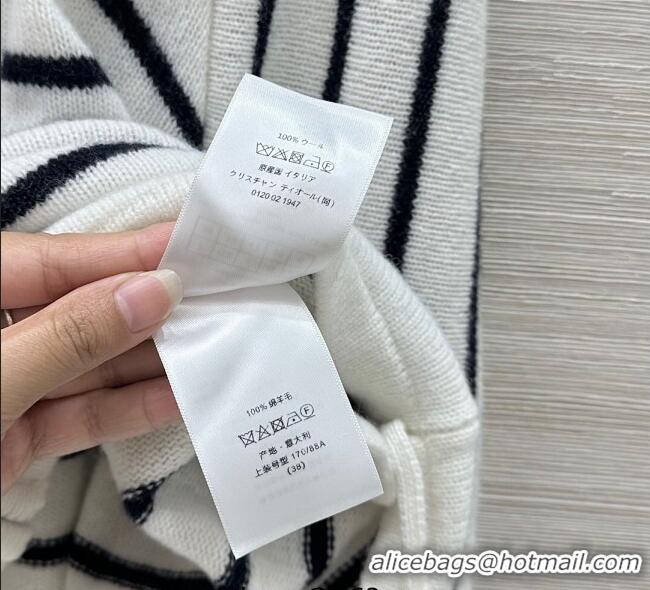 100% ウール
F
原産国 イタリア
クリスチャン ディオール(同)
0120 02 1947
100% 绵羊毛
F
产地 · 意大利
上装号型 170/88A
(38)
alicebags@hotmail.com